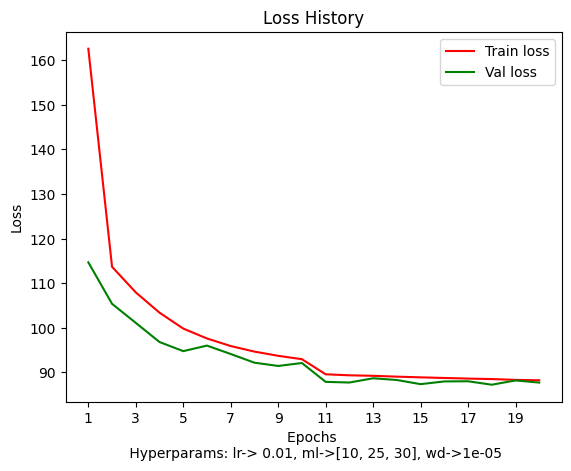 Loss History
Train loss
Val loss
160
150
140
130
120
110
100
90
Loss
1 3 5 7 9 11 13 15 17 19
Epochs
Hyperparams: lr-> 0.01, ml->[10, 25, 30], wd->1e-05